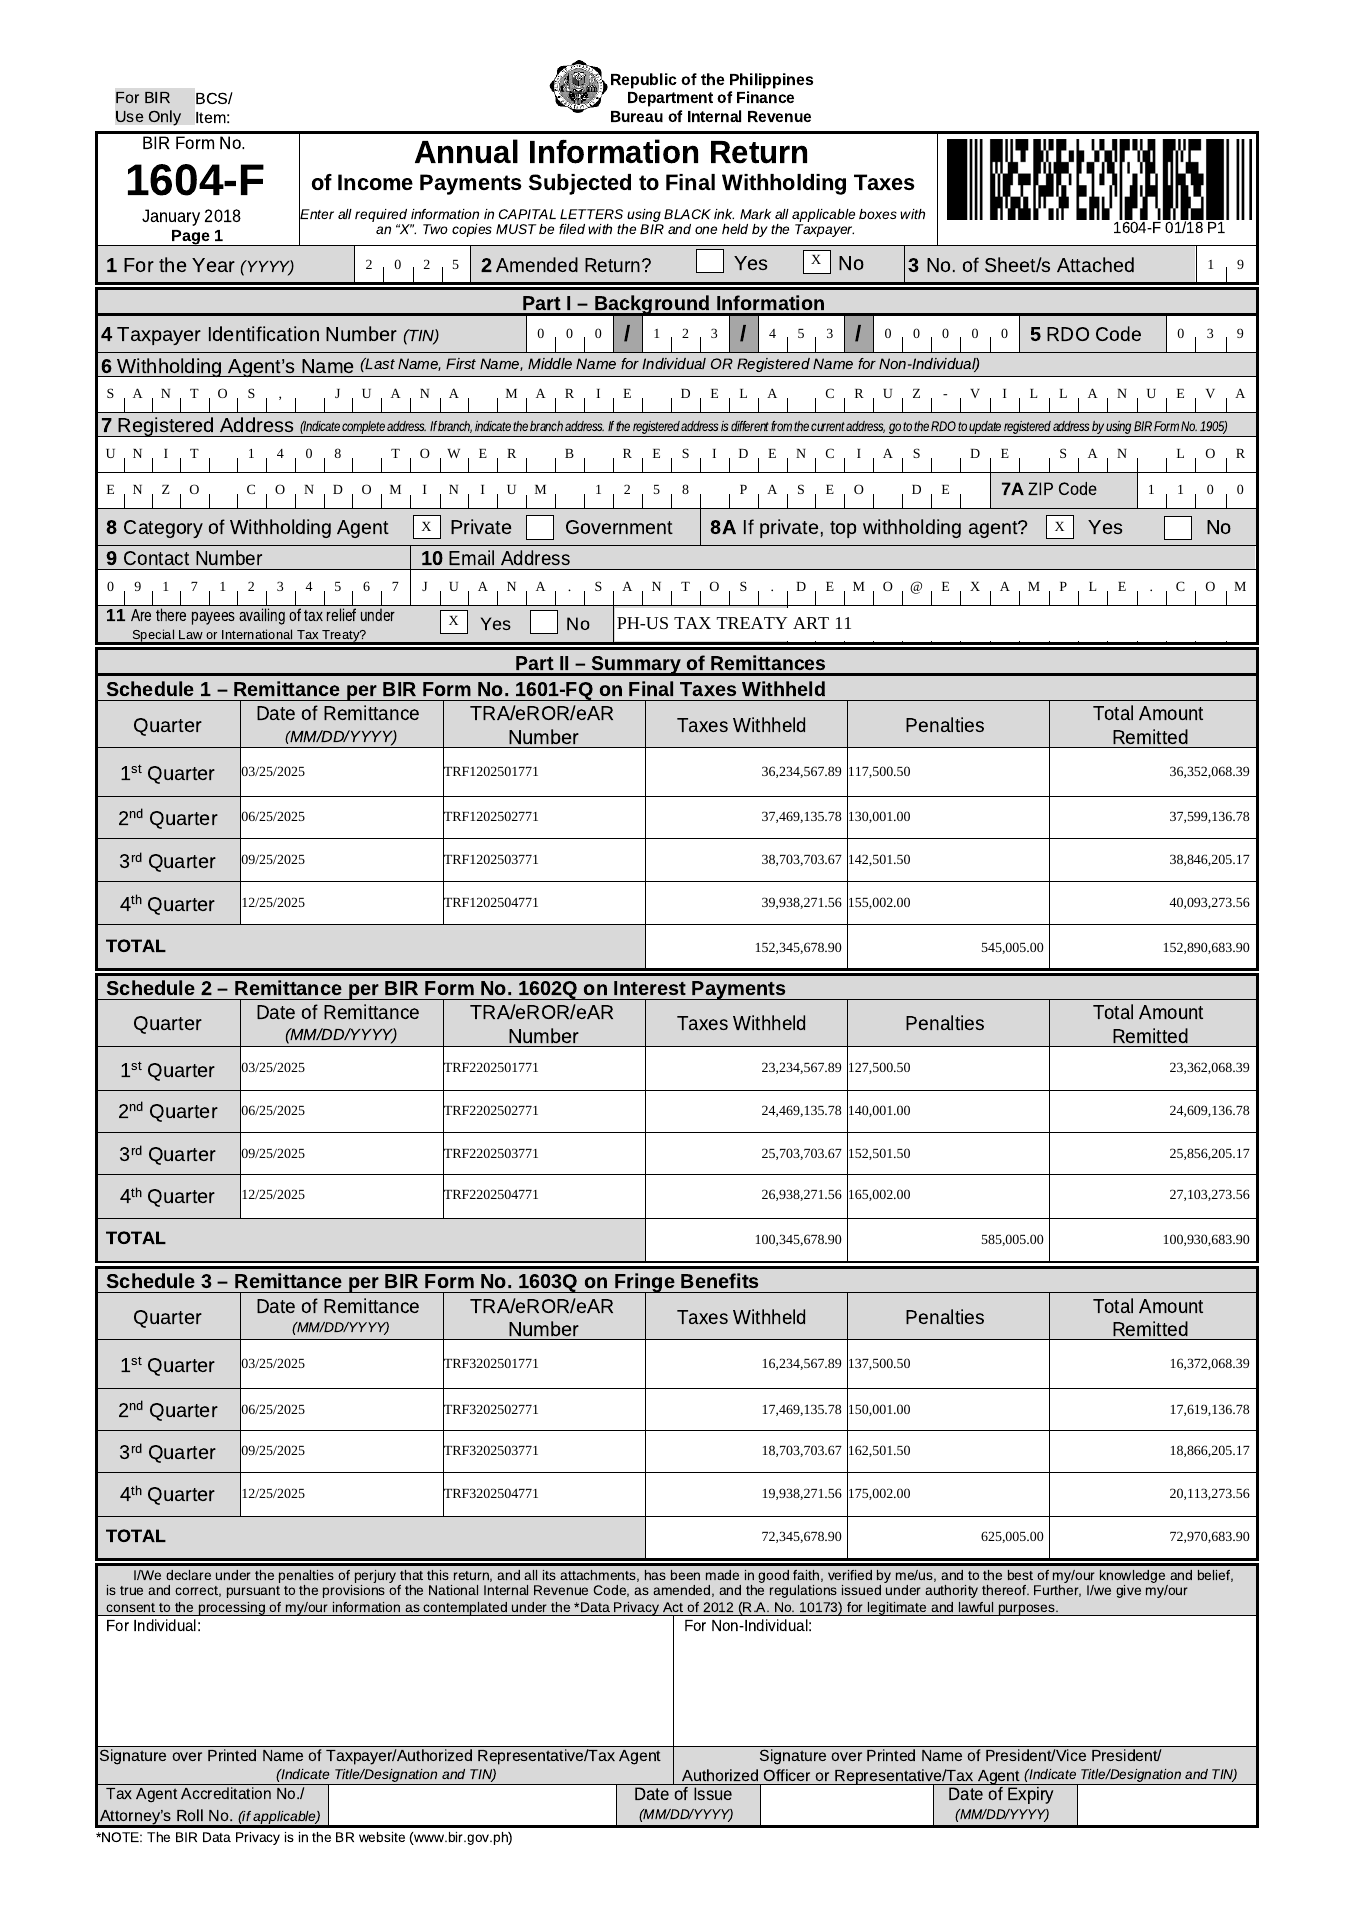 For BIR Use Only
BCS/ Item:
Republic of the Philippines
Department of Finance
Bureau of Internal Revenue
BIR Form No.
1604-F
January 2018
Page 1
Annual Information Return
of Income Payments Subjected to Final Withholding Taxes
Enter all required information in CAPITAL LETTERS using BLACK ink. Mark all applicable boxes with
an “X”. Two copies MUST be filed with the BIR and one held by the Taxpayer.
1604-F 01/18 P1
1 For the Year (YYYY) 2 0 2 5 2 Amended Return? Yes X No 3 No. of Sheet/s Attached 1 9
Part I – Background Information
4 Taxpayer Identification Number (TIN) 0 0 0 / 1 2 3 / 4 5 3 / 0 0 0 0 0 5 RDO Code 0 3 9
6 Withholding Agent’s Name (Last Name, First Name, Middle Name for Individual OR Registered Name for Non-Individual)
SANTOS, JUANA MARIE DELA CRUZ-VILLANUEVA
7 Registered Address (Indicate complete address. If branch, indicate the branch address. If the registered address is different from the current address, go to the RDO to update registered address by using BIR Form No. 1905)
UNIT 1408 TOWER B RESIDENCIAS DE SAN LOR
ENZO CONDOMINIUM 1258 PASEO DE 7A ZIP Code 1 1 0 0
8 Category of Withholding Agent X Private Government 8A If private, top withholding agent? X Yes No
9 Contact Number 10 Email Address
09171234567 JUANA.SANTOS.DEMO@EXAMPLE.COM
11 Are there payees availing of tax relief under
Special Law or International Tax Treaty? X Yes No PH-US TAX TREATY ART 11
Part II – Summary of Remittances
Schedule 1 – Remittance per BIR Form No. 1601-FQ on Final Taxes Withheld
Quarter Date of Remittance (MM/DD/YYYY) TRA/eROR/eAR Number Taxes Withheld Penalties Total Amount Remitted
1st Quarter 03/25/2025 TRF1202501771 36,234,567.89 117,500.50 36,352,068.39
2nd Quarter 06/25/2025 TRF1202502771 37,469,135.78 130,001.00 37,599,136.78
3rd Quarter 09/25/2025 TRF1202503771 38,703,703.67 142,501.50 38,846,205.17
4th Quarter 12/25/2025 TRF1202504771 39,938,271.56 155,002.00 40,093,273.56
TOTAL 152,345,678.90 545,005.00 152,890,683.90
Schedule 2 – Remittance per BIR Form No. 1602Q on Interest Payments
Quarter Date of Remittance (MM/DD/YYYY) TRA/eROR/eAR Number Taxes Withheld Penalties Total Amount Remitted
1st Quarter 03/25/2025 TRF2202501771 23,234,567.89 127,500.50 23,362,068.39
2nd Quarter 06/25/2025 TRF2202502771 24,469,135.78 140,001.00 24,609,136.78
3rd Quarter 09/25/2025 TRF2202503771 25,703,703.67 152,501.50 25,856,205.17
4th Quarter 12/25/2025 TRF2202504771 26,938,271.56 165,002.00 27,103,273.56
TOTAL 100,345,678.90 585,005.00 100,930,683.90
Schedule 3 – Remittance per BIR Form No. 1603Q on Fringe Benefits
Quarter Date of Remittance (MM/DD/YYYY) TRA/eROR/eAR Number Taxes Withheld Penalties Total Amount Remitted
1st Quarter 03/25/2025 TRF3202501771 16,234,567.89 137,500.50 16,372,068.39
2nd Quarter 06/25/2025 TRF3202502771 17,469,135.78 150,001.00 17,619,136.78
3rd Quarter 09/25/2025 TRF3202503771 18,703,703.67 162,501.50 18,866,205.17
4th Quarter 12/25/2025 TRF3202504771 19,938,271.56 175,002.00 20,113,273.56
TOTAL 72,345,678.90 625,005.00 72,970,683.90
I/We declare under the penalties of perjury that this return, and all its attachments, has been made in good faith, verified by me/us, and to the best of my/our knowledge and belief,
is true and correct, pursuant to the provisions of the National Internal Revenue Code, as amended, and the regulations issued under authority thereof. Further, I/we give my/our
consent to the processing of my/our information as contemplated under the *Data Privacy Act of 2012 (R.A. No. 10173) for legitimate and lawful purposes.
For Individual: For Non-Individual:
Signature over Printed Name of Taxpayer/Authorized Representative/Tax Agent
(Indicate Title/Designation and TIN)
Signature over Printed Name of President/Vice President/
Authorized Officer or Representative/Tax Agent (Indicate Title/Designation and TIN)
Tax Agent Accreditation No./
Attorney’s Roll No. (if applicable)
Date of Issue
(MM/DD/YYYY)
Date of Expiry
(MM/DD/YYYY)
*NOTE: The BIR Data Privacy is in the BR website (www.bir.gov.ph)